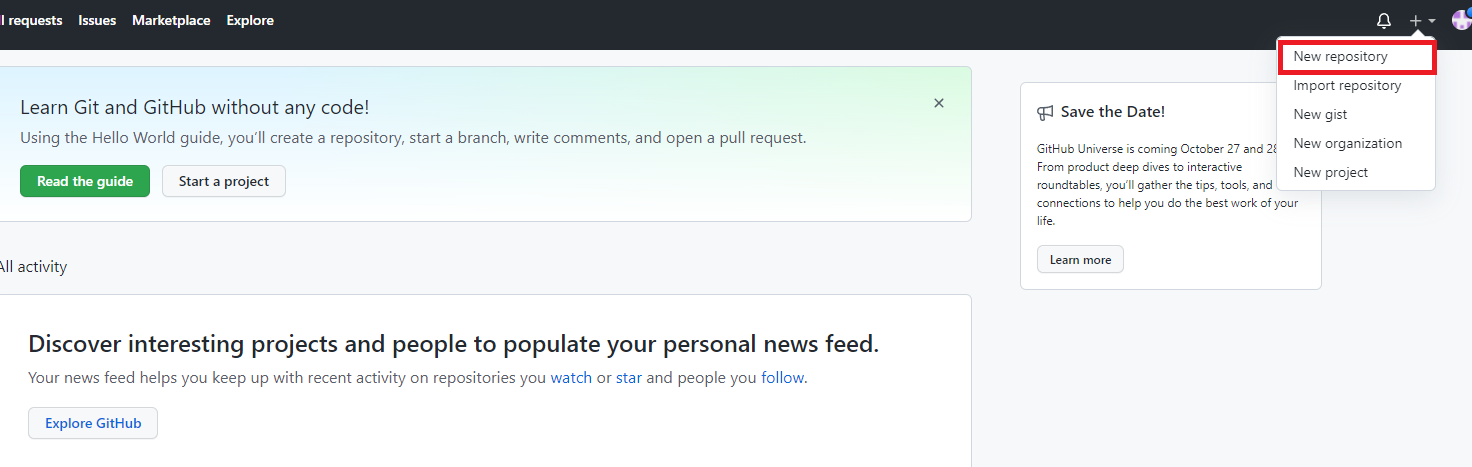 l requests Issues Marketplace Explore
New repository
Import repository
New gist
New organization
New project
Learn Git and GitHub without any code!
Using the Hello World guide, you’ll create a repository, start a branch, write comments, and open a pull request.
Read the guide Start a project
Save the Date!
GitHub Universe is coming October 27 and 28
From product deep dives to interactive
roundtables, you’ll gather the tips, tools, and
connections to help you do the best work of your
life.
Learn more
All activity
Discover interesting projects and people to populate your personal news feed.
Your news feed helps you keep up with recent activity on repositories you watch or star and people you follow.
Explore GitHub